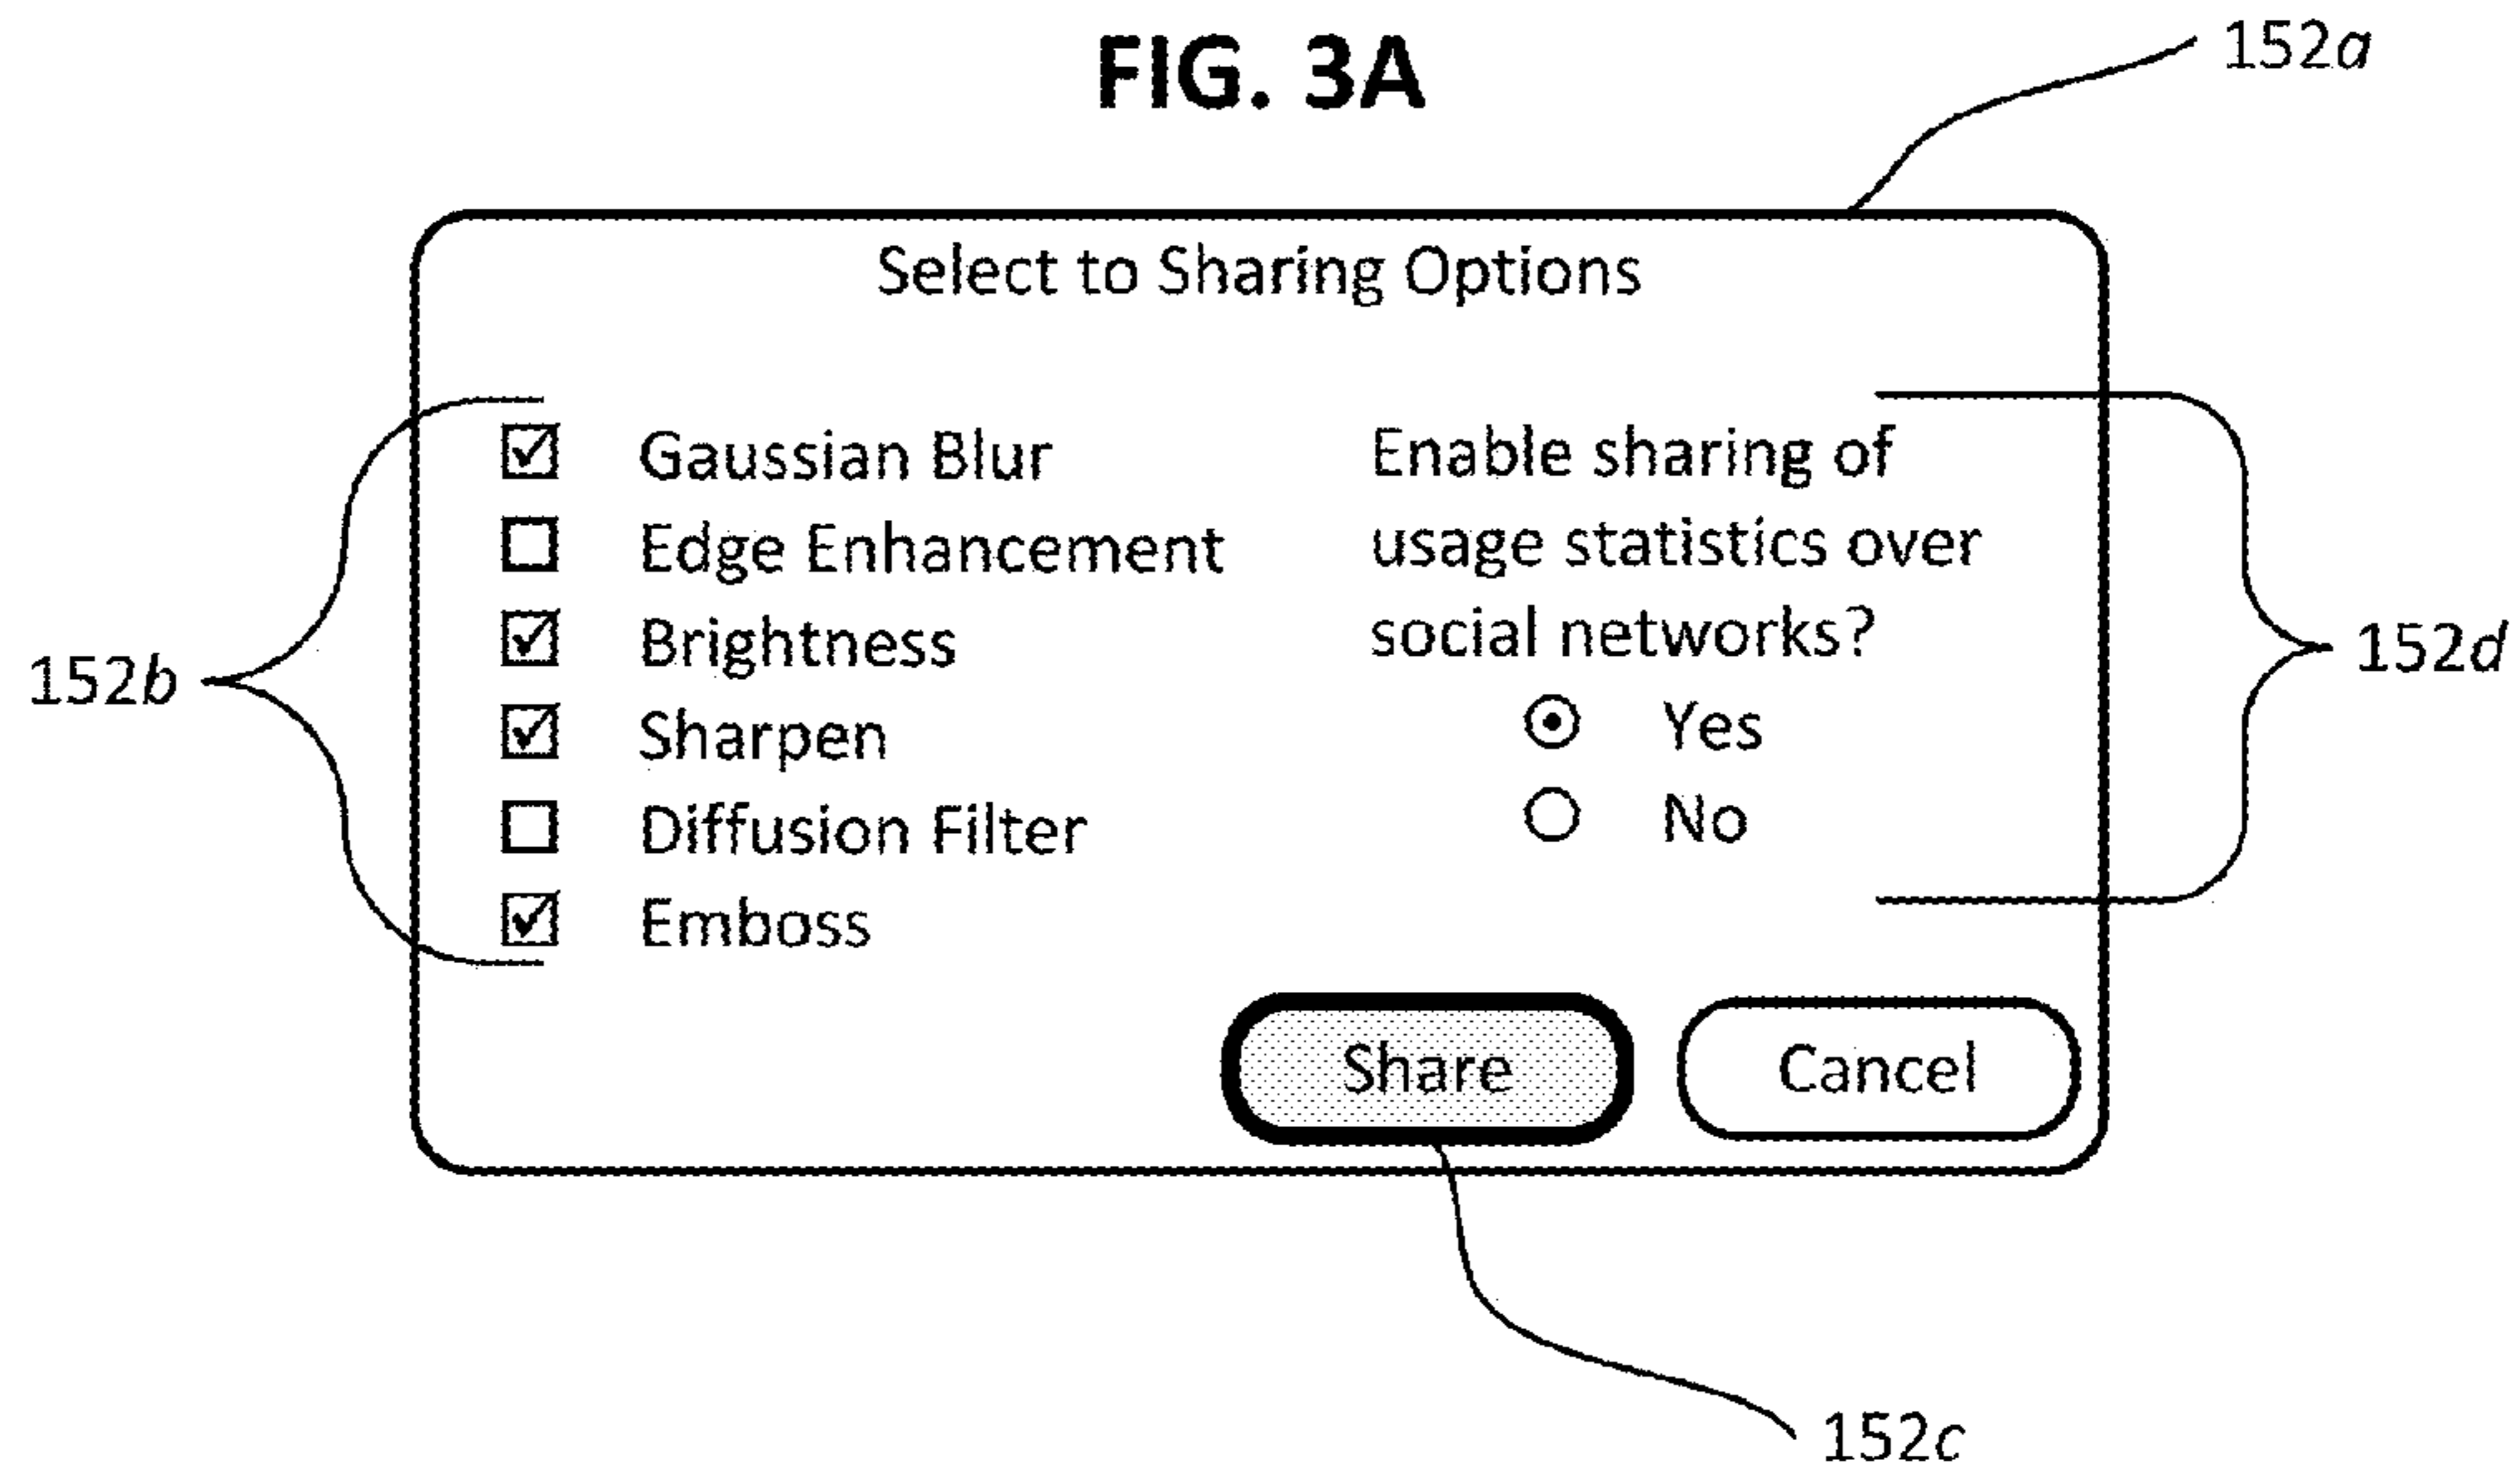 FIG. 3A
152a
Select to Sharing Options
152b
Gaussian Blur
Edge Enhancement
Brightness
Sharpen
Diffusion Filter
Emboss
Enable sharing of
usage statistics over
social networks?
Yes
No
152d
Share
Cancel
152c